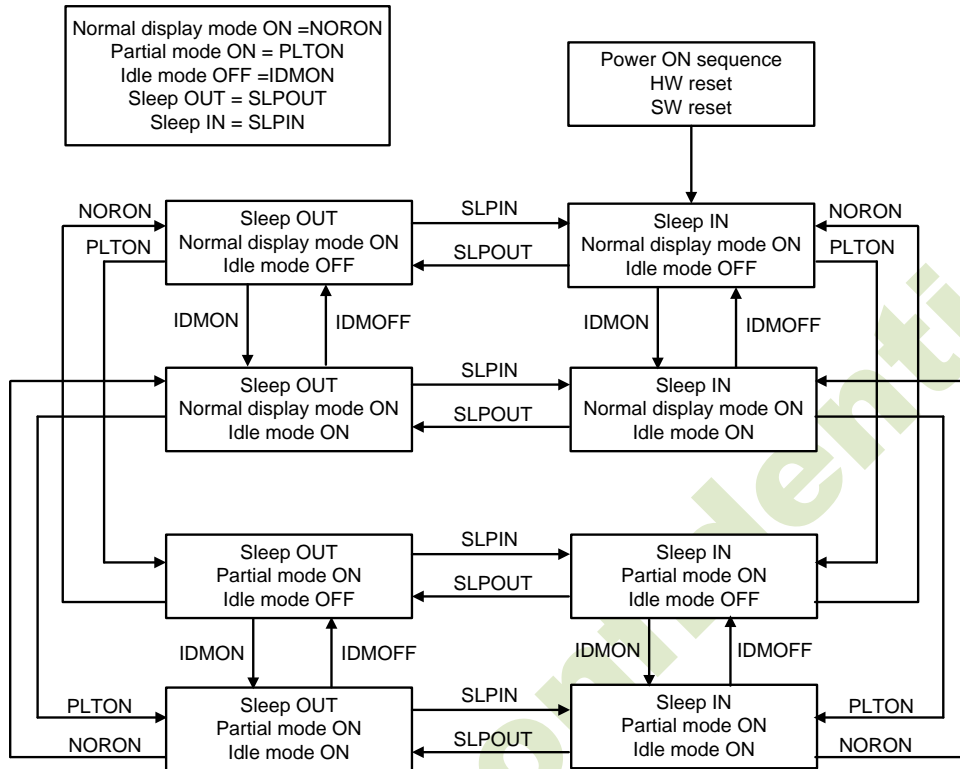 Normal display mode ON =NORON
Partial mode ON = PLTON
Idle mode OFF =IDMON
Sleep OUT = SLPOUT
Sleep IN = SLPIN
Power ON sequence
HW reset
SW reset
NORON
PLTON
Sleep OUT
Normal display mode ON
Idle mode OFF
SLPIN
SLPOUT
Sleep IN
Normal display mode ON
Idle mode OFF
NORON
PLTON
IDMON
IDMOFF
IDMON
IDMOFF
Sleep OUT
Normal display mode ON
Idle mode ON
SLPIN
SLPOUT
Sleep IN
Normal display mode ON
Idle mode ON
Sleep OUT
Partial mode ON
Idle mode OFF
SLPIN
SLPOUT
Sleep IN
Partial mode ON
Idle mode OFF
IDMON
IDMOFF
IDMON
IDMOFF
PLTON
NORON
Sleep OUT
Partial mode ON
Idle mode ON
SLPIN
SLPOUT
Sleep IN
Partial mode ON
Idle mode ON
PLTON
NORON